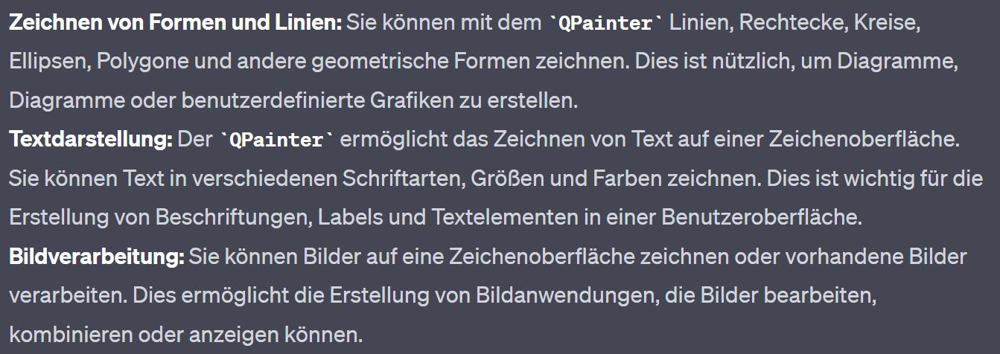 Zeichnen von Formen und Linien: Sie können mit dem `QPainter` Linien, Rechtecke, Kreise,
Ellipsen, Polygone und andere geometrische Formen zeichnen. Dies ist nützlich, um Diagramme,
Diagramme oder benutzerdefinierte Grafiken zu erstellen.
Textdarstellung: Der `QPainter` ermöglicht das Zeichnen von Text auf einer Zeichenoberfläche.
Sie können Text in verschiedenen Schriftarten, Größen und Farben zeichnen. Dies ist wichtig für die
Erstellung von Beschriftungen, Labels und Textelementen in einer Benutzeroberfläche.
Bildverarbeitung: Sie können Bilder auf eine Zeichenoberfläche zeichnen oder vorhandene Bilder
verarbeiten. Dies ermöglicht die Erstellung von Bildanwendungen, die Bilder bearbeiten,
kombinieren oder anzeigen können.